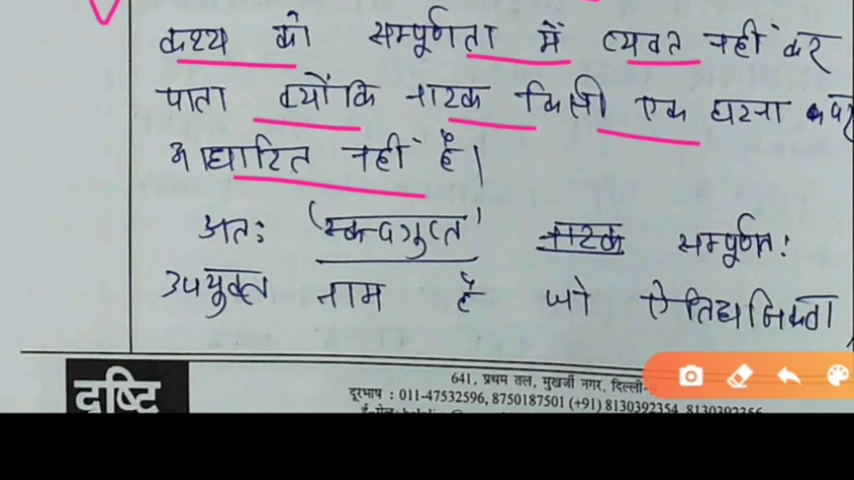 कथ्य को सम्पूर्णता में व्यक्त नहीं कर
पाता क्योंकि नाटक किसी एक घटना पर
आधारित नहीं है।
अतः 'स्कन्दगुप्त' नाटक सम्पूर्णतः
उपयुक्त नाम है जो ऐतिहासिकता
दृष्टि
641, प्रथम तल, मुखर्जी नगर, दिल्ली-
दूरभाष : 011-47532596, 8750187501 (+91) 8130392354, 8130392356